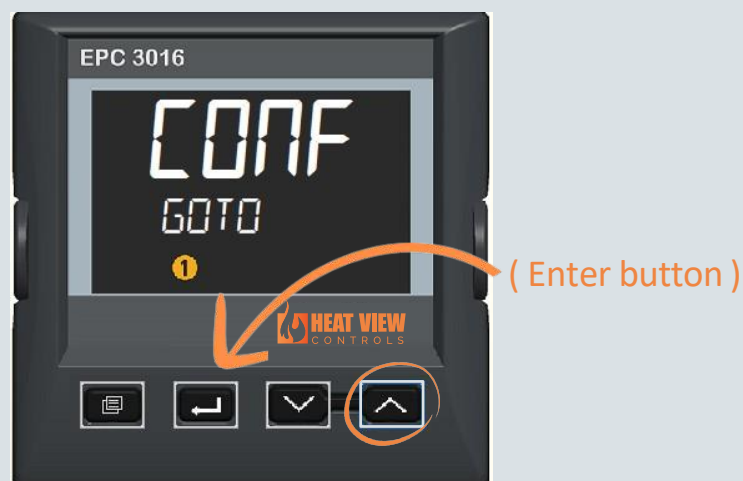 EPC 3016
CONF
GOTO
1
( Enter button )
HEAT VIEW
CONTROLS